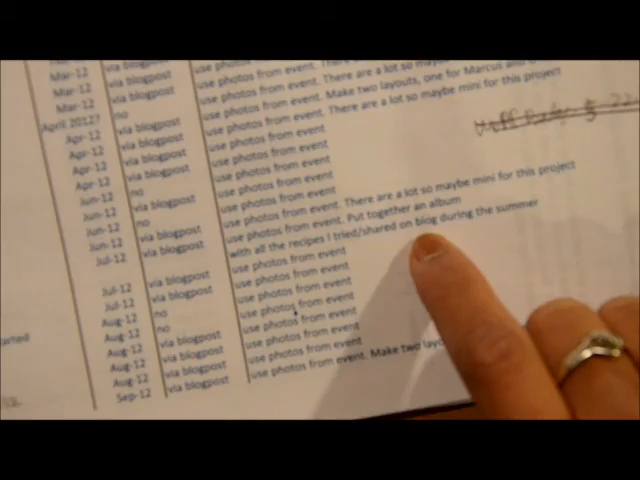 Mar-12 via blogpost
Mar-12 via blogpost use photos from event.
Mar-12 via blogpost use photos from event. There are a lot so
April 2012? no use photos from event. Make two layouts, one for Marcus
Apr-12 via blogpost use photos from event. There are a lot so maybe mini for this project
Apr-12 via blogpost use photos from event
Apr-12 via blogpost use photos from event
Apr-12 via blogpost use photos from event
Jun-12 no use photos from event
Jun-12 via blogpost use photos from event
Jun-12 no use photos from event
Jun-12 via blogpost use photos from event. There are a lot so maybe mini for this project
Jul-12 via blogpost use photos from event. Put together an album
with all the recipes I tried/shared on blog during the summer
Jul-12 via blogpost use photos from event
Jul-12 via blogpost use photos from event
Aug-12 no use photos from event
Aug-12 no use photos from event
Aug-12 via blogpost use photos from event
Aug-12 via blogpost use photos from event
Aug-12 via blogpost use photos from event
Sep-12 via blogpost use photos from event. Make two